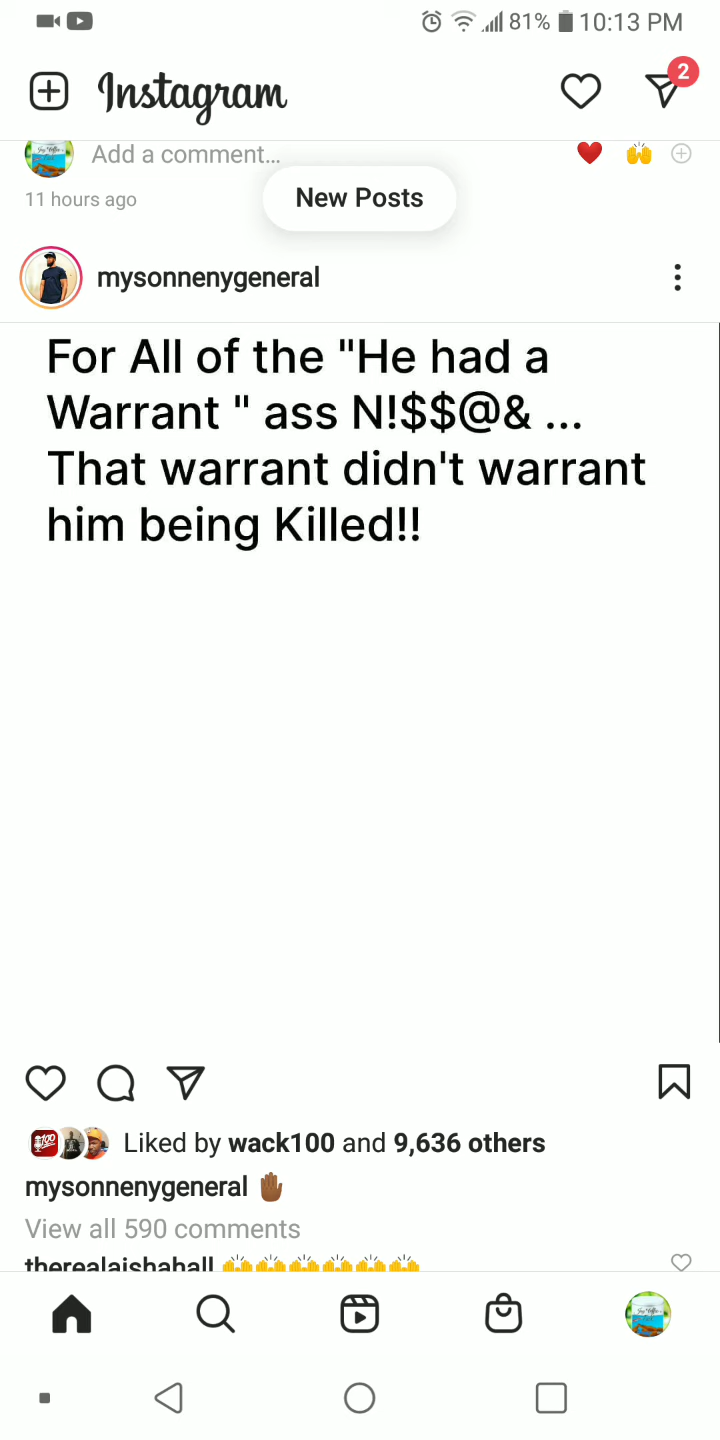 81% 10:13 PM
Instagram
2
Add a comment...
11 hours ago
New Posts
mysonnenygeneral
For All of the "He had a
Warrant " ass N!$$@& ...
That warrant didn't warrant
him being Killed!!
Liked by wack100 and 9,636 others
mysonnenygeneral
View all 590 comments
therealaishahall